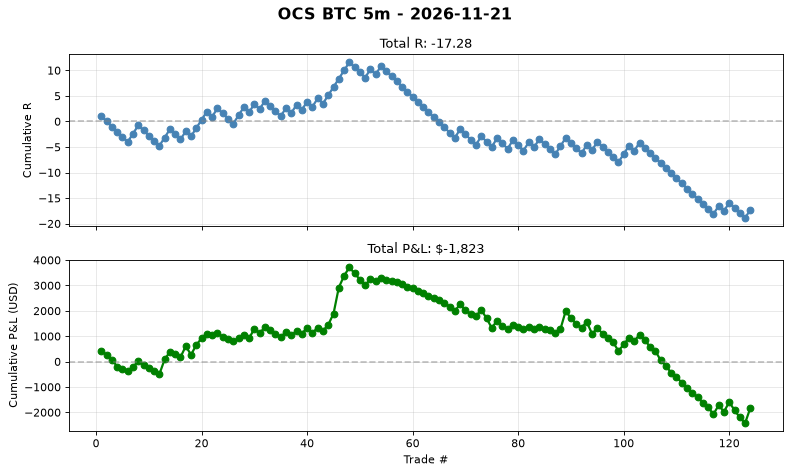 OCS BTC 5m - 2026-11-21
Total R: -17.28
Cumulative R
10
5
0
−5
−10
−15
−20
Total P&L: $-1,823
Cumulative P&L (USD)
4000
3000
2000
1000
0
−1000
−2000
0 20 40 60 80 100 120
Trade #